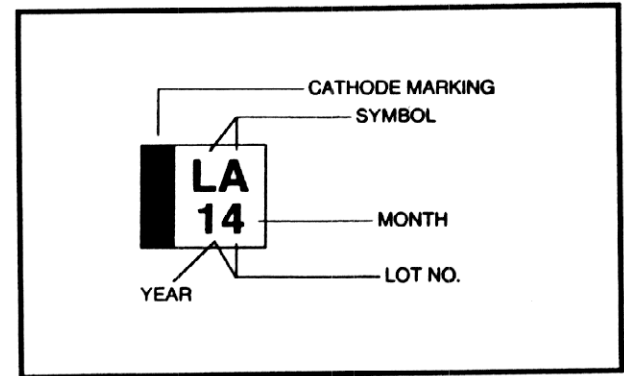 CATHODE MARKING
SYMBOL
LA
14
MONTH
LOT NO.
YEAR